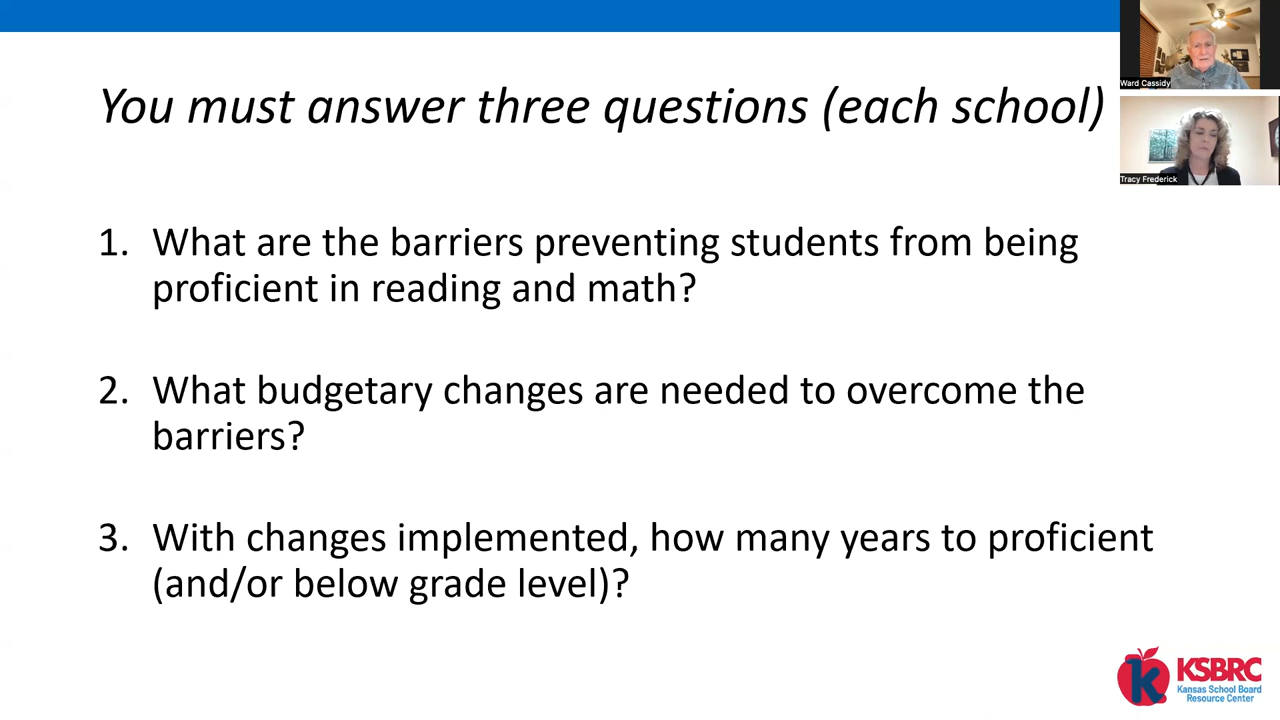 You must answer three questions (each school)
Ward Cassidy
Tracy Frederick
1. What are the barriers preventing students from being
proficient in reading and math?
2. What budgetary changes are needed to overcome the
barriers?
3. With changes implemented, how many years to proficient
(and/or below grade level)?
k
KSBRC
Kansas School Board
Resource Center